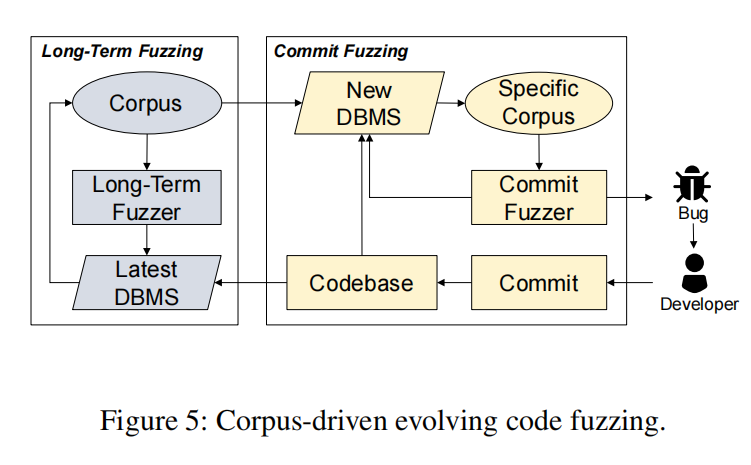 Long-Term Fuzzing
Corpus
Long-Term
Fuzzer
Latest
DBMS
Commit Fuzzing
New
DBMS
Specific
Corpus
Commit
Fuzzer
Codebase
Commit
Bug
Developer
Figure 5: Corpus-driven evolving code fuzzing.